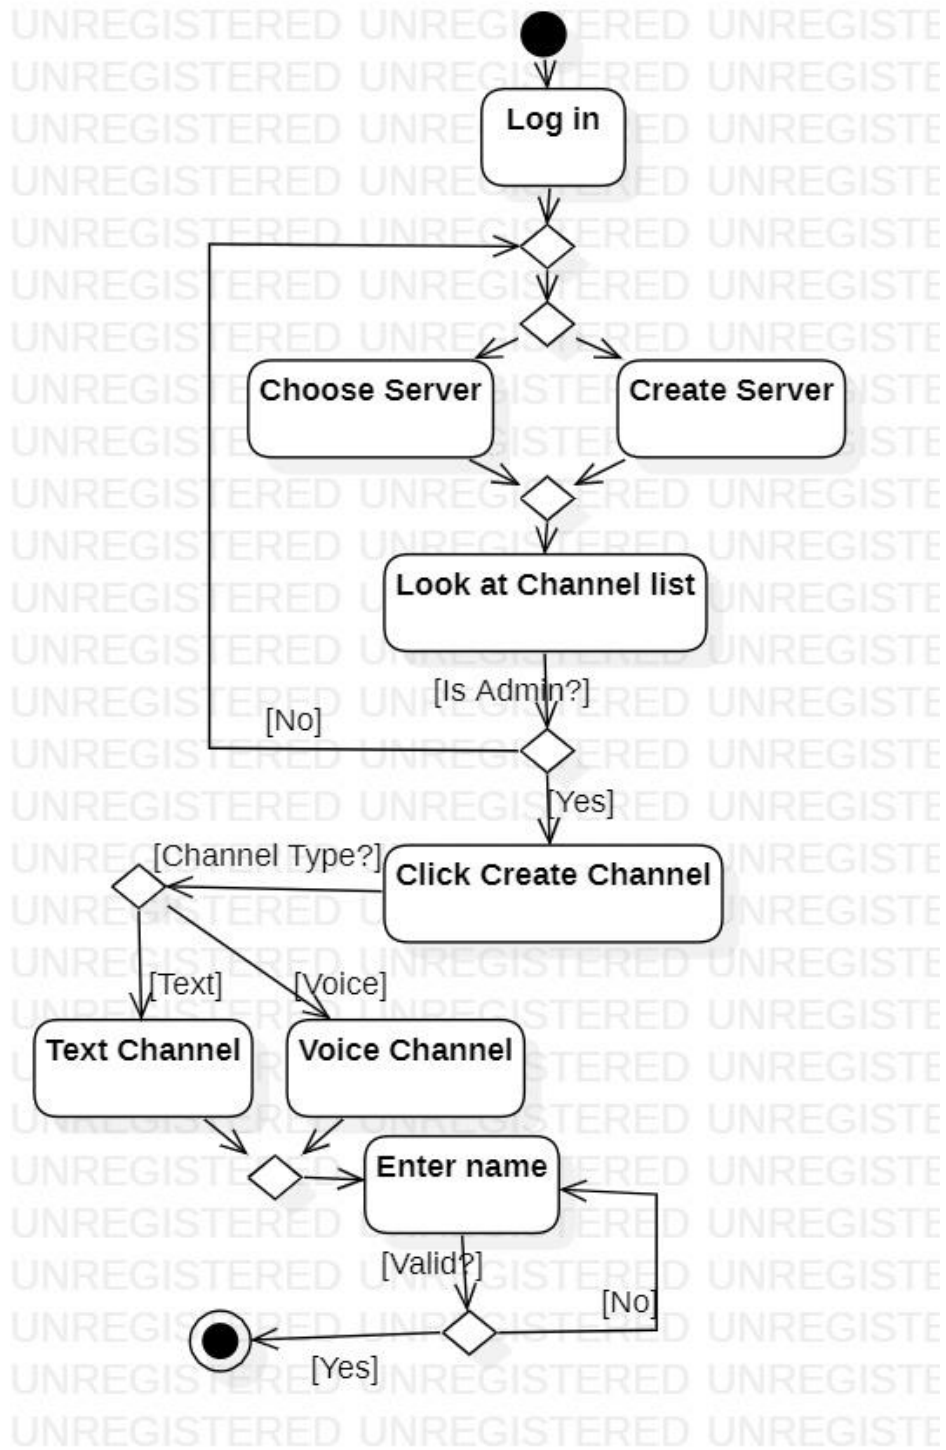 Log in
Choose Server
Create Server
Look at Channel list
[Is Admin?]
[No]
[Yes]
[Channel Type?]
Click Create Channel
[Text]
[Voice]
Text Channel
Voice Channel
Enter name
[Valid?]
[No]
[Yes]